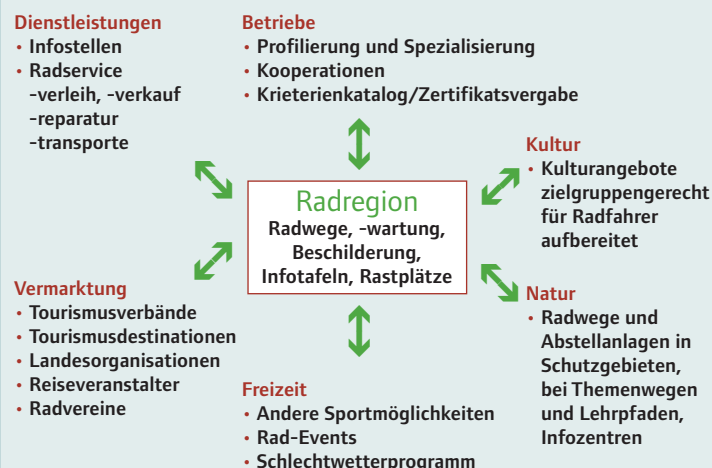 Dienstleistungen
• Infostellen
• Radservice
-verleih, -verkauf
-reparatur
-transporte
Betriebe
• Profilierung und Spezialisierung
• Kooperationen
• Krieterienkatalog/Zertifikatsvergabe
Kultur
• Kulturangebote
zielgruppengerecht
für Radfahrer
aufbereitet
Radregion
Radwege, -wartung,
Beschilderung,
Infotafeln, Rastplätze
Vermarktung
• Tourismusverbände
• Tourismusdestinationen
• Landesorganisationen
• Reiseveranstalter
• Radvereine
Freizeit
• Andere Sportmöglichkeiten
• Rad-Events
• Schlechtwetterprogramm
Natur
• Radwege und
Abstellanlagen in
Schutzgebieten,
bei Themenwegen
und Lehrpfaden,
Infozentren